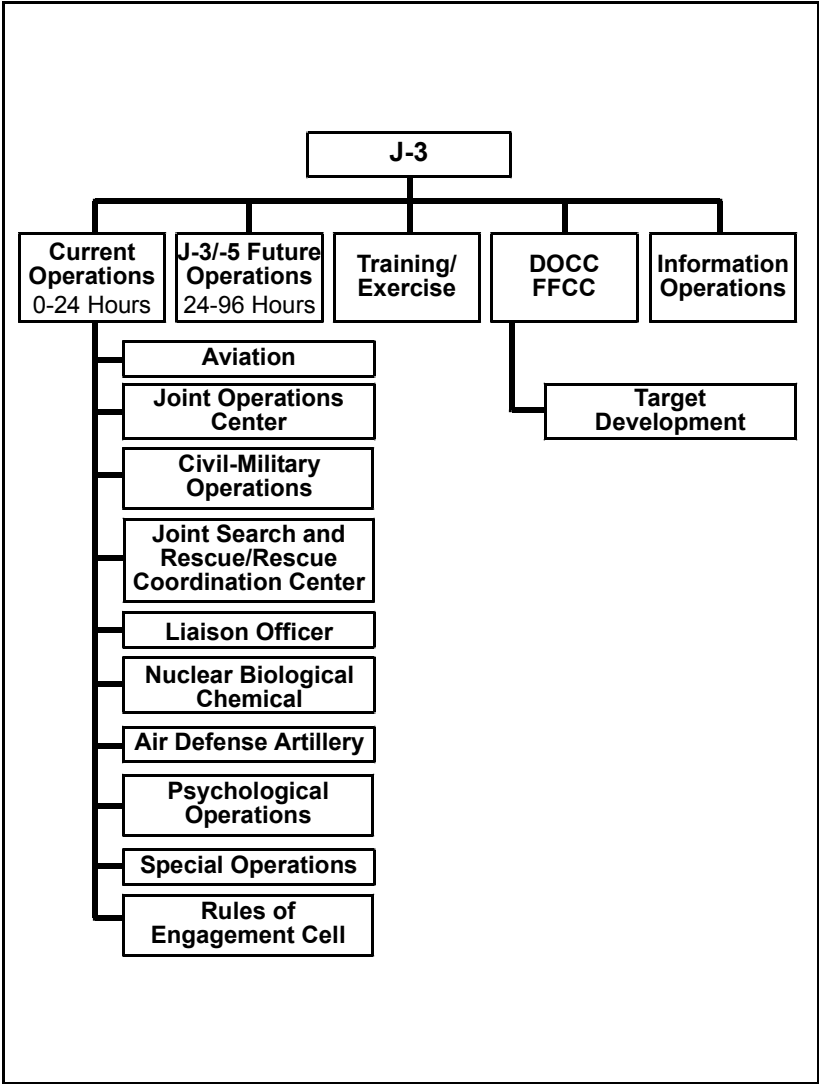 J-3
Current
Operations
0-24 Hours
J-3/-5 Future
Operations
24-96 Hours
Training/
Exercise
DOCC
FFCC
Information
Operations
Aviation
Joint Operations
Center
Civil-Military
Operations
Joint Search and
Rescue/Rescue
Coordination Center
Liaison Officer
Nuclear Biological
Chemical
Air Defense Artillery
Psychological
Operations
Special Operations
Rules of
Engagement Cell
Target
Development